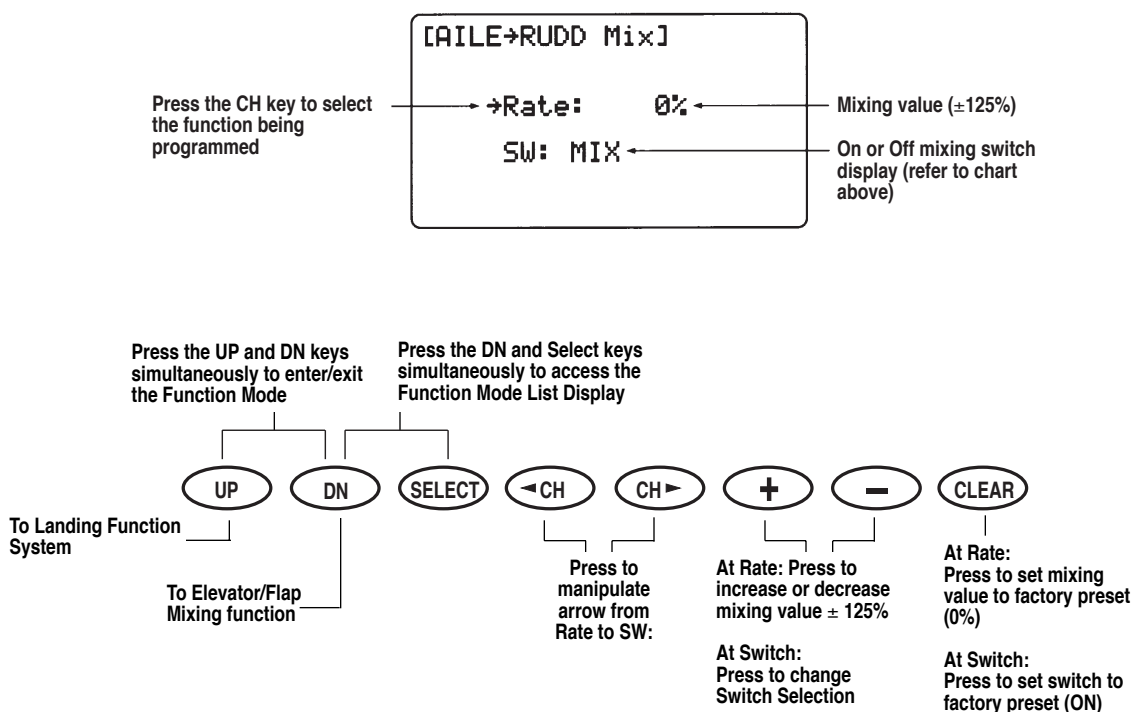 [AILE→RUDD Mix]
Press the CH key to select
the function being
programmed
→Rate: 0%
Mixing value (±125%)
SW: MIX
On or Off mixing switch
display (refer to chart
above)
Press the UP and DN keys
simultaneously to enter/exit
the Function Mode
Press the DN and Select keys
simultaneously to access the
Function Mode List Display
UP
DN
SELECT
◄CH
CH►
+
−
CLEAR
To Landing Function
System
To Elevator/Flap
Mixing function
Press to
manipulate
arrow from
Rate to SW:
At Rate: Press to
increase or decrease
mixing value ± 125%
At Switch:
Press to change
Switch Selection
At Rate:
Press to set mixing
value to factory preset
(0%)
At Switch:
Press to set switch to
factory preset (ON)